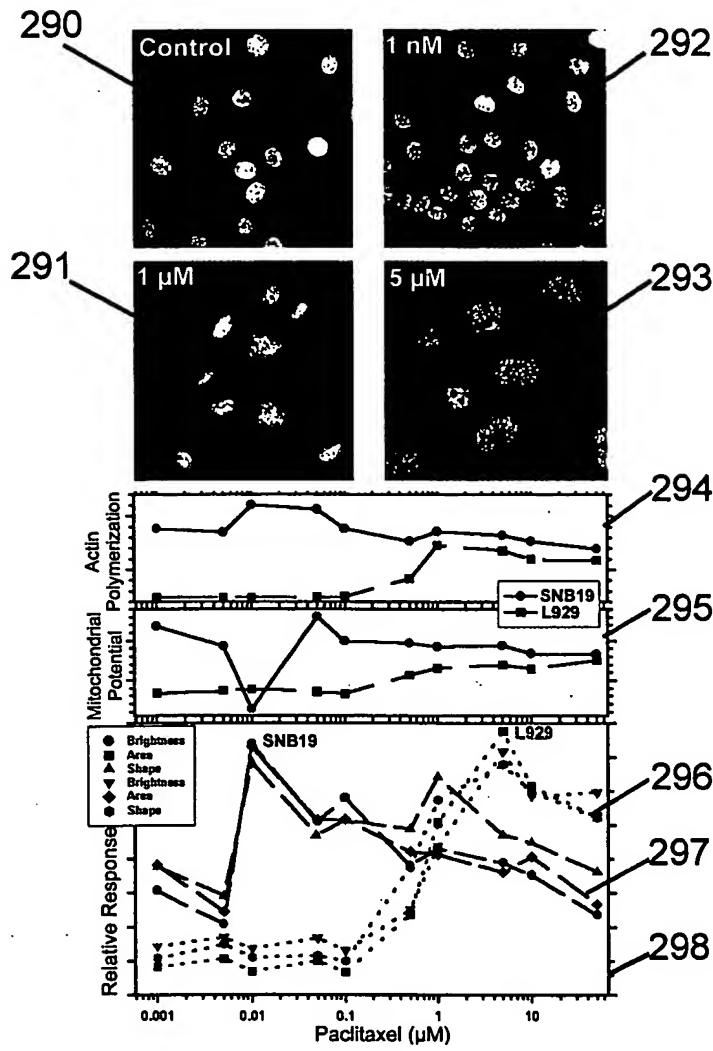 290
Control
1 nM
292
291
1 µM
5 µM
293
Actin
Polymerization
294
SNB19
L929
Mitochondrial
Potential
295
Brightness
Area
Shape
Brightness
Area
Shape
SNB19
L929
Relative Response
296
297
298
0.001
0.01
0.1
1
10
Paclitaxel (µM)